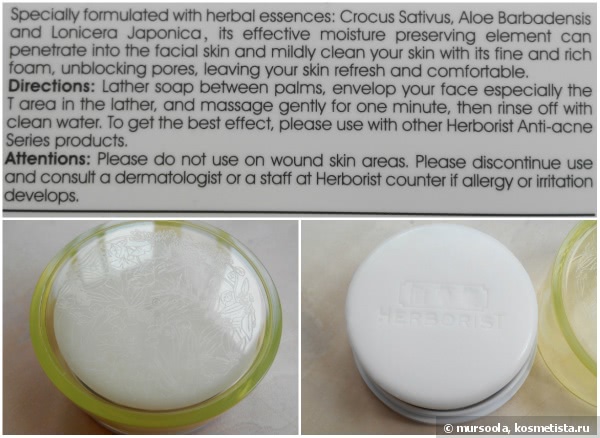 Specially formulated with herbal essences: Crocus Sativus, Aloe Barbadensis
and Lonicera Japonica, its effective moisture preserving element can
penetrate into the facial skin and mildly clean your skin with its fine and rich
foam, unblocking pores, leaving your skin refresh and comfortable.
Directions: Lather soap between palms, envelop your face especially the
T area in the lather, and massage gently for one minute, then rinse off with
clean water. To get the best effect, please use with other Herborist Anti-acne
Series products.
Attentions: Please do not use on wound skin areas. Please discontinue use
and consult a dermatologist or a staff at Herborist counter if allergy or irritation
develops.
HERBORIST
© mursoola, kosmetista.ru